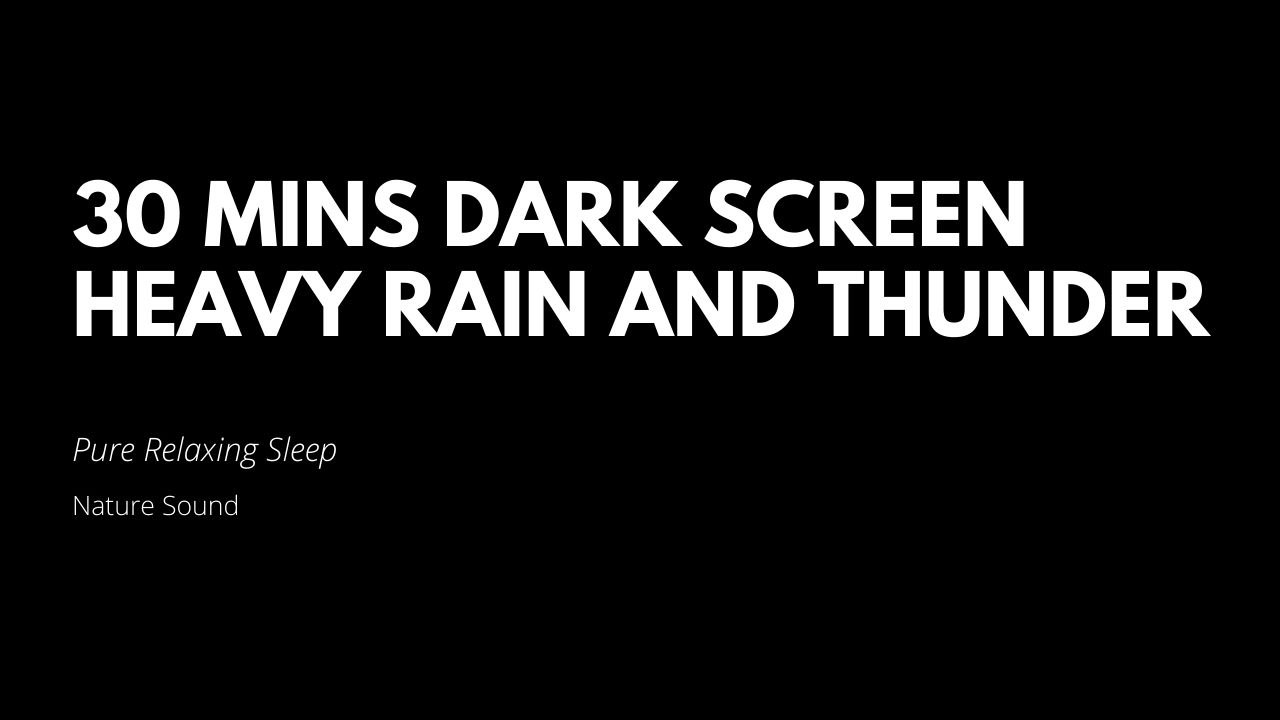 30 MINS DARK SCREEN
HEAVY RAIN AND THUNDER
Pure Relaxing Sleep
Nature Sound